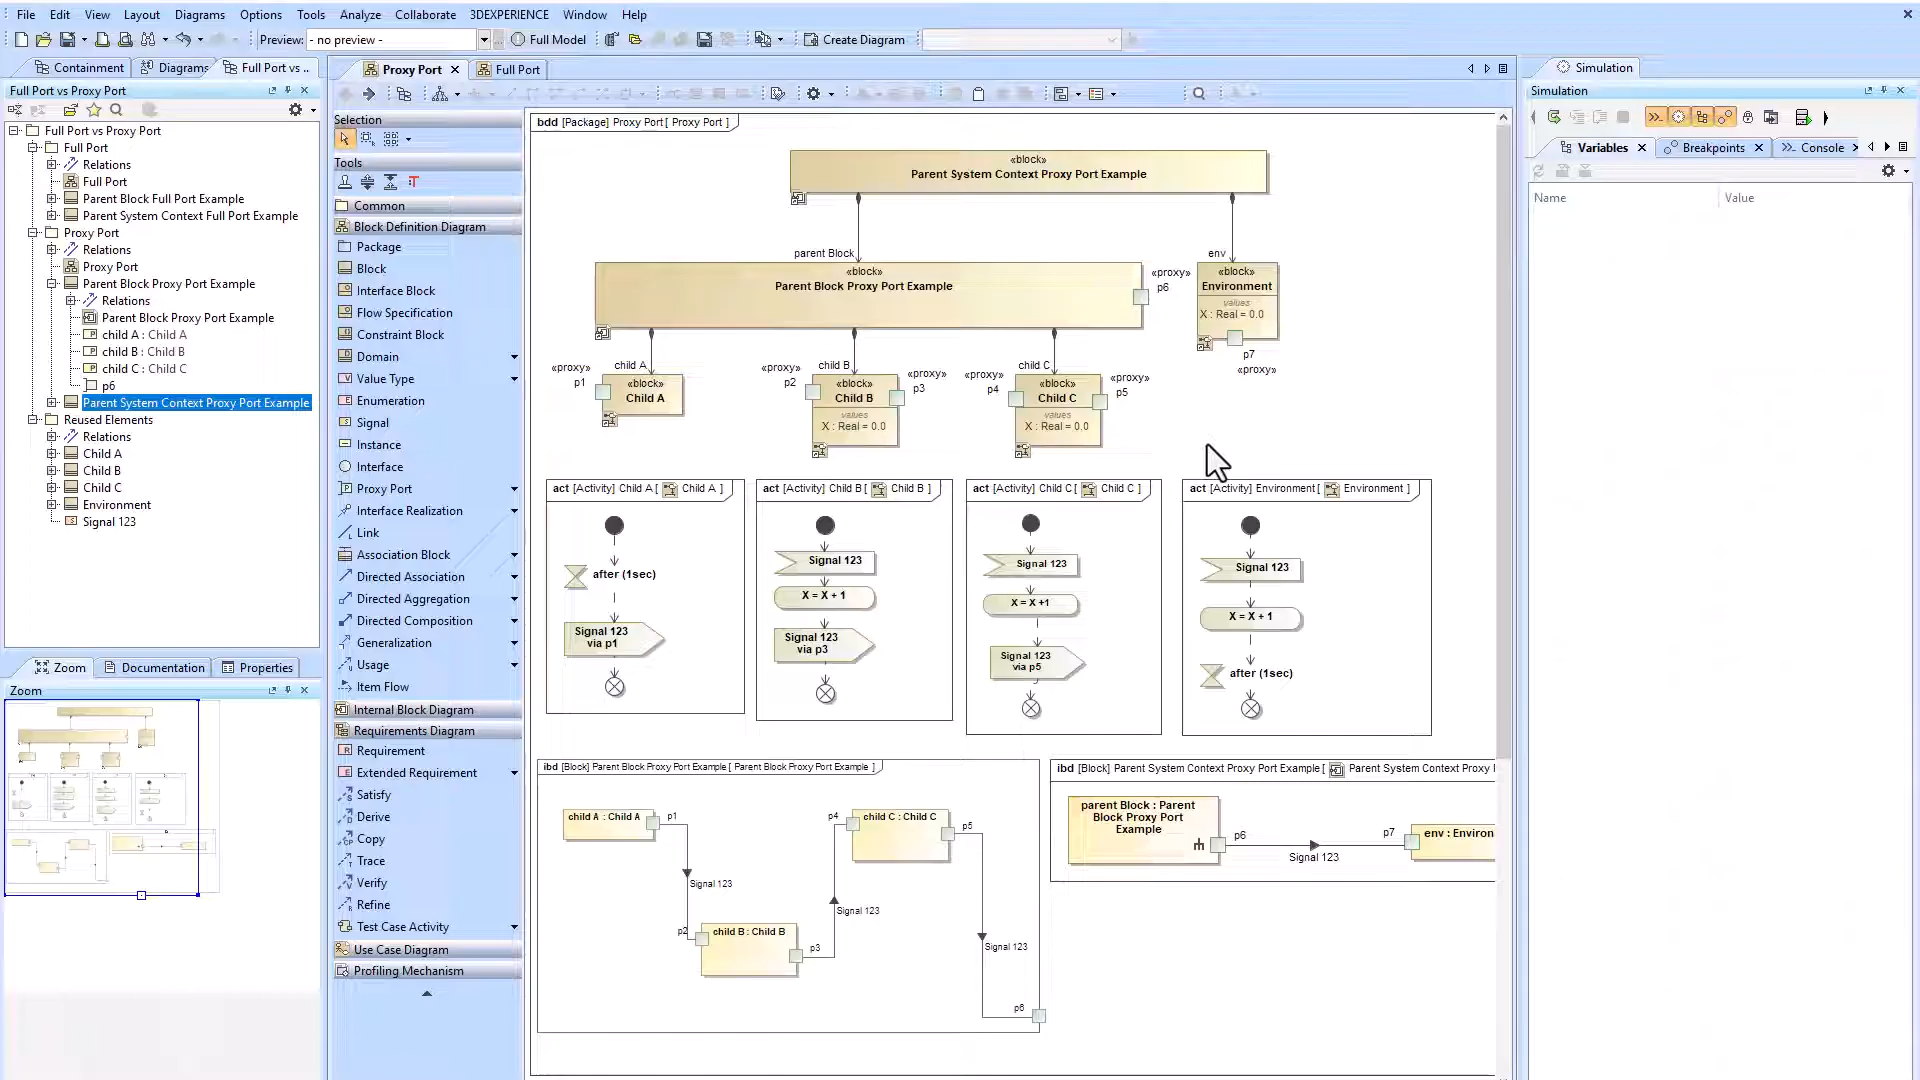 File Edit View Layout Diagrams Options Tools Analyze Collaborate 3DEXPERIENCE Window Help
Preview: - no preview - Full Model Create Diagram
Containment Diagrams Full Port vs ..
Full Port vs Proxy Port
Full Port vs Proxy Port
Full Port
Relations
Full Port
Parent Block Full Port Example
Parent System Context Full Port Example
Proxy Port
Relations
Proxy Port
Parent Block Proxy Port Example
Relations
Parent Block Proxy Port Example
child A : Child A
child B : Child B
child C : Child C
p6
Parent System Context Proxy Port Example
Reused Elements
Relations
Child A
Child B
Child C
Environment
Signal 123
Zoom Documentation Properties
Zoom
Proxy Port Full Port
Selection
Tools
Common
Block Definition Diagram
Package
Block
Interface Block
Flow Specification
Constraint Block
Domain
Value Type
Enumeration
Signal
Instance
Interface
Proxy Port
Interface Realization
Link
Association Block
Directed Association
Directed Aggregation
Directed Composition
Generalization
Usage
Item Flow
Internal Block Diagram
Requirements Diagram
Requirement
Extended Requirement
Satisfy
Derive
Copy
Trace
Verify
Refine
Test Case Activity
Use Case Diagram
Profiling Mechanism
bdd [Package] Proxy Port [ Proxy Port ]
«block»
Parent System Context Proxy Port Example
parent Block
env
«block»
Parent Block Proxy Port Example
«proxy»
p6
«block»
Environment
values
X : Real = 0.0
p7
«proxy»
child A
child B
child C
«proxy»
p1
«block»
Child A
«proxy»
p2
«block»
Child B
values
X : Real = 0.0
«proxy»
p3
«proxy»
p4
«block»
Child C
values
X : Real = 0.0
«proxy»
p5
act [Activity] Child A [ Child A ]
after (1sec)
Signal 123
via p1
act [Activity] Child B [ Child B ]
Signal 123
X = X + 1
Signal 123
via p3
act [Activity] Child C [ Child C ]
Signal 123
X = X +1
Signal 123
via p5
act [Activity] Environment [ Environment ]
Signal 123
X = X + 1
after (1sec)
ibd [Block] Parent Block Proxy Port Example [ Parent Block Proxy Port Example ]
child A : Child A
p1
p4
child C : Child C
p5
Signal 123
Signal 123
p2
child B : Child B
p3
Signal 123
p6
ibd [Block] Parent System Context Proxy Port Example [ Parent System Context Proxy
parent Block : Parent
Block Proxy Port
Example
p6
Signal 123
p7
env : Environ
Simulation
Simulation
Variables Breakpoints Console
Name Value